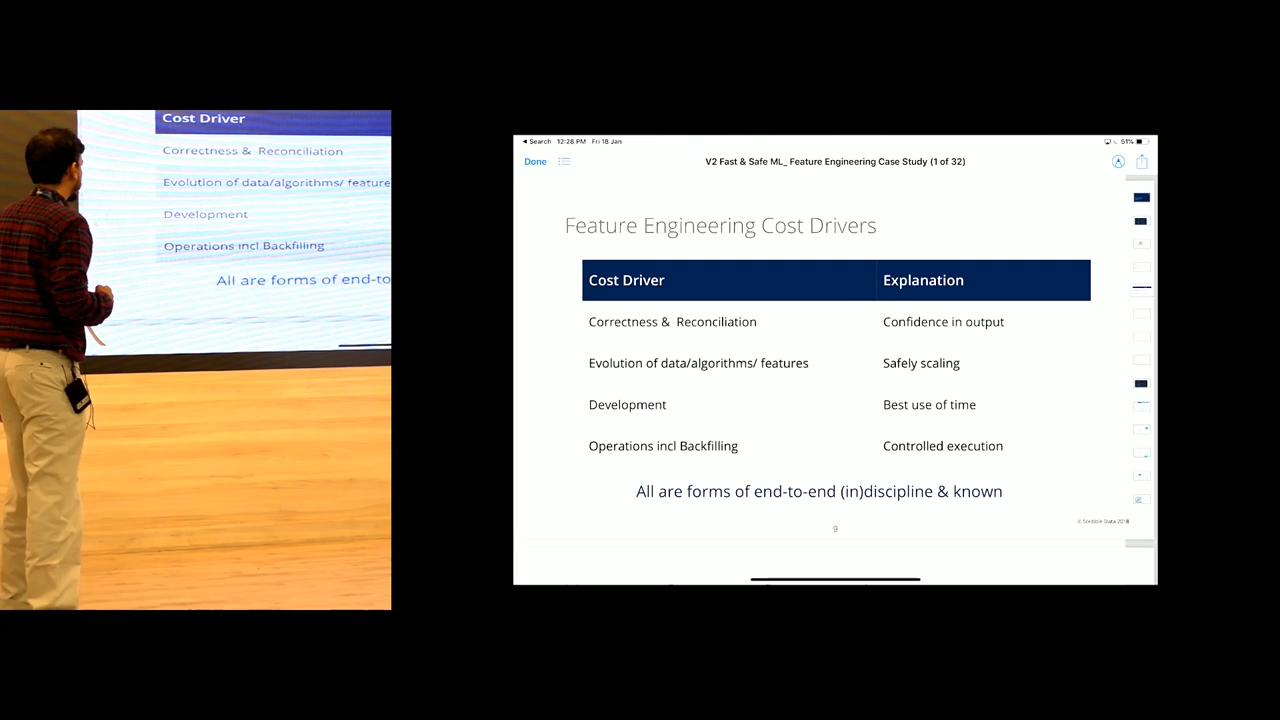 Cost Driver
Correctness & Reconciliation
Evolution of data/algorithms/ feature
Development
Operations incl Backfilling
All are forms of end-to
Search 12:28 PM Fri 18 Jan 51%
Done V2 Fast & Safe ML_ Feature Engineering Case Study (1 of 32)
Feature Engineering Cost Drivers
Cost Driver Explanation
Correctness & Reconciliation Confidence in output
Evolution of data/algorithms/ features Safely scaling
Development Best use of time
Operations incl Backfilling Controlled execution
All are forms of end-to-end (in)discipline & known
© Scribble Data 2018
9